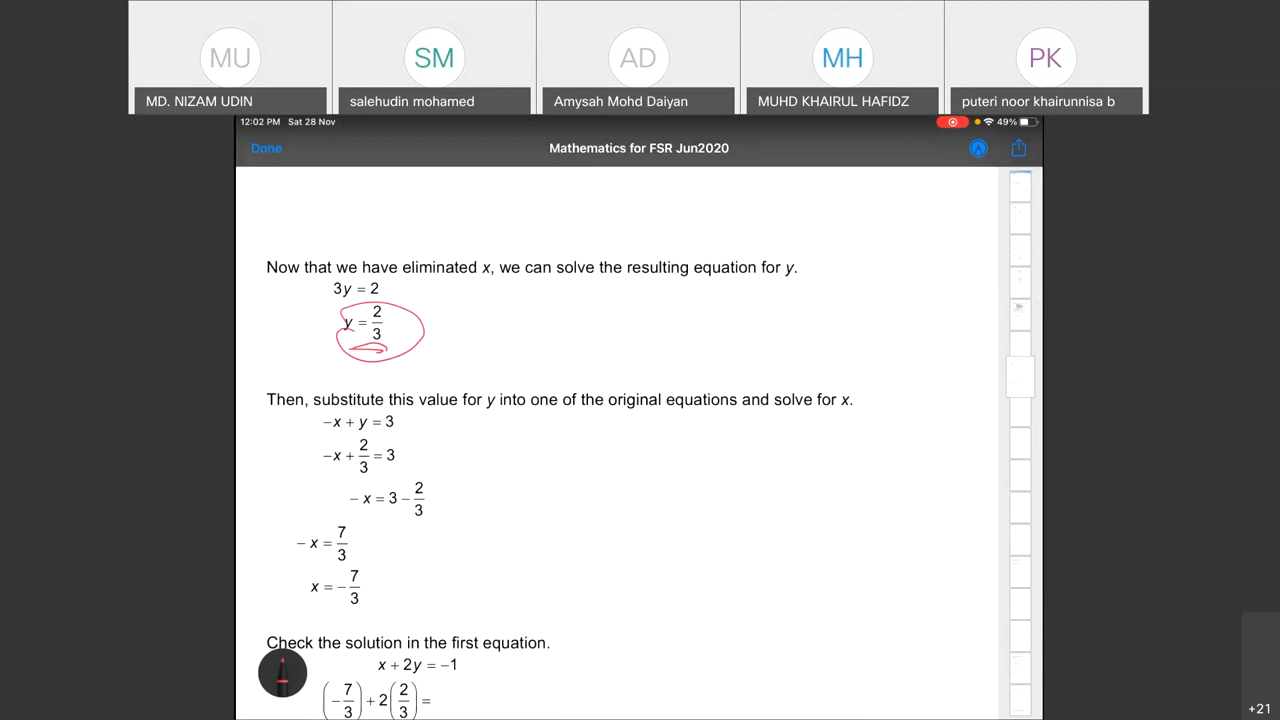 MU
SM
AD
MH
PK
MD. NIZAM UDIN
salehudin mohamed
Amysah Mohd Daiyan
MUHD KHAIRUL HAFIDZ
puteri noor khairunnisa b
12:02 PM Sat 28 Nov
49%
Done
Mathematics for FSR Jun2020
Now that we have eliminated x, we can solve the resulting equation for y.
3y = 2
y = 2/3
Then, substitute this value for y into one of the original equations and solve for x.
−x + y = 3
−x + 2/3 = 3
− x = 3 − 2/3
− x = 7/3
x = − 7/3
Check the solution in the first equation.
x + 2y = −1
(− 7/3) + 2(2/3) =
+21